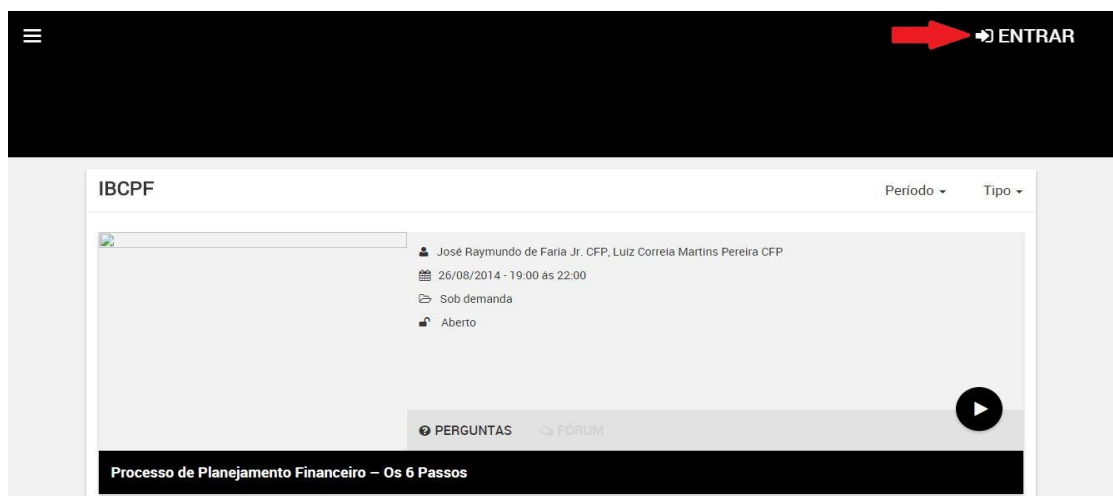 ENTRAR
IBCPF
Período
Tipo
José Raymundo de Faria Jr. CFP, Luiz Correia Martins Pereira CFP
26/08/2014 - 19:00 ás 22:00
Sob demanda
Aberto
PERGUNTAS FÓRUM
Processo de Planejamento Financeiro – Os 6 Passos